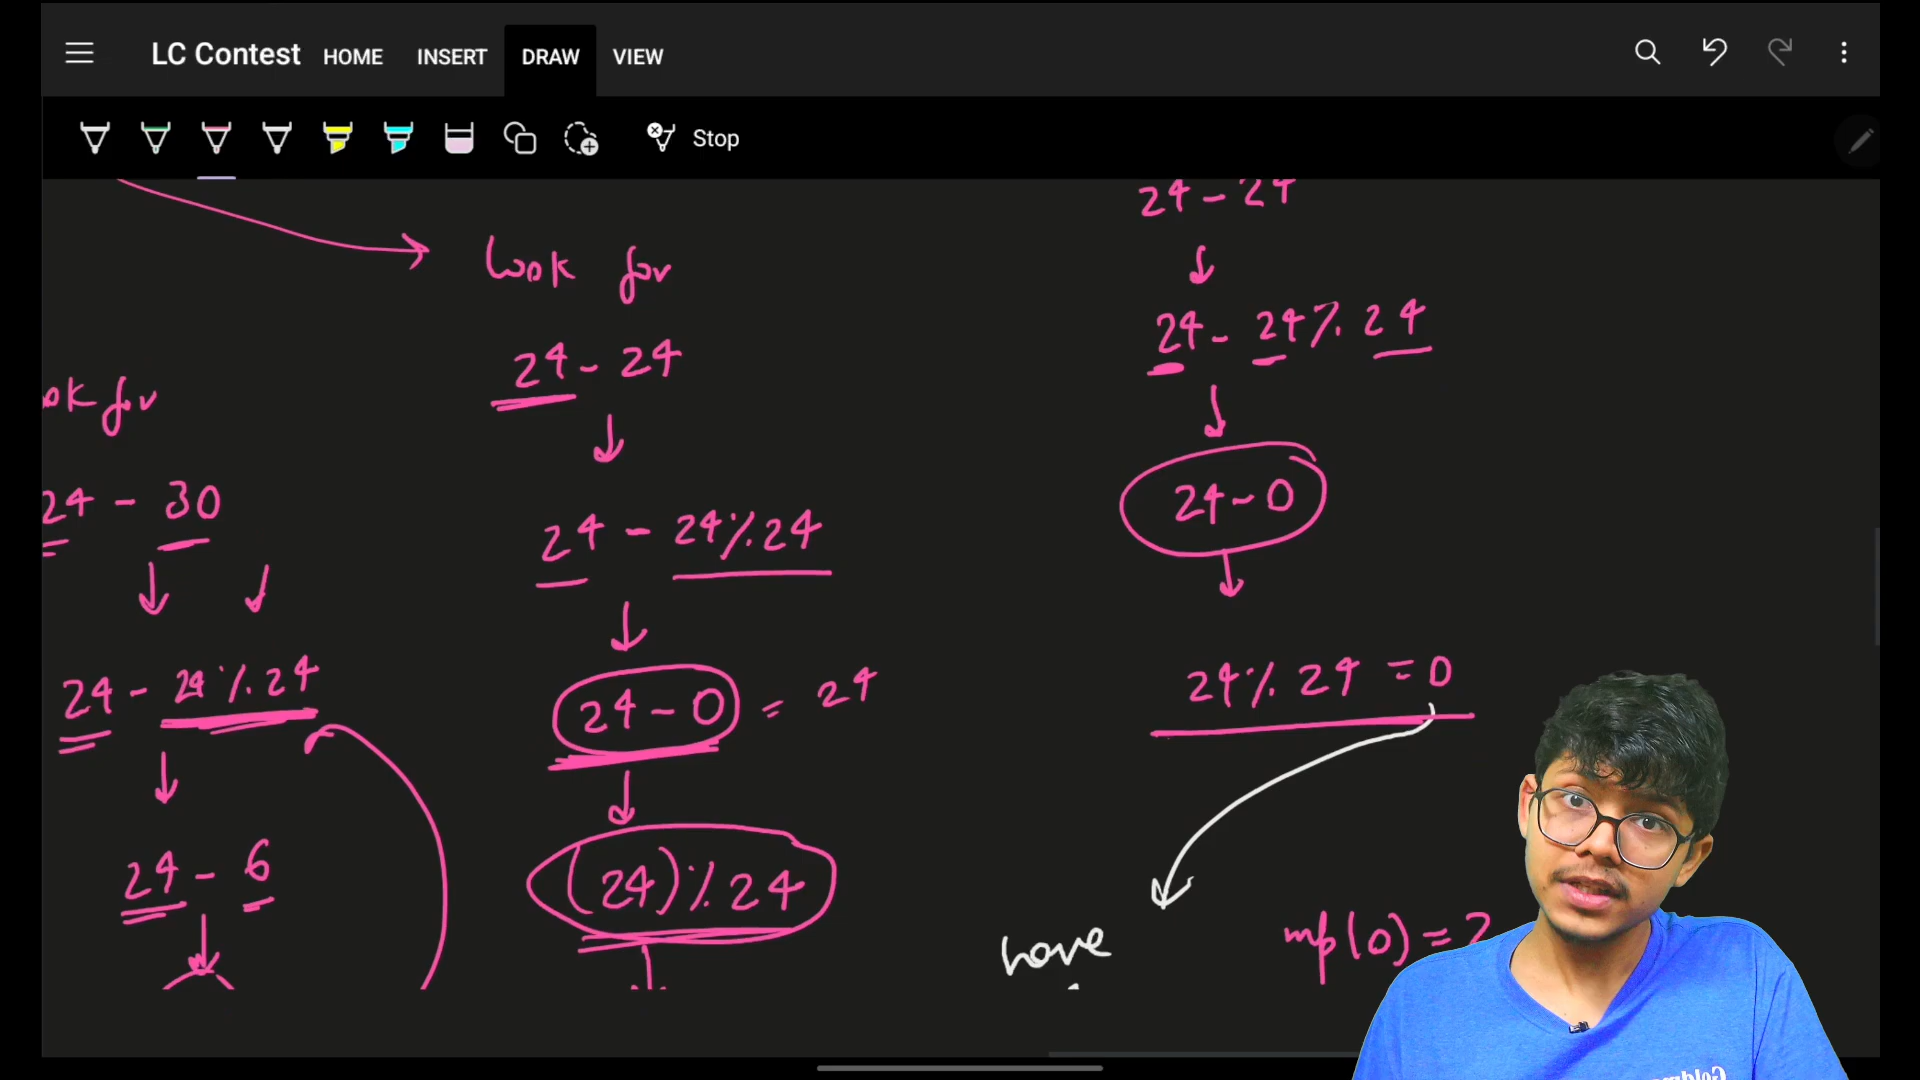 LC Contest HOME INSERT DRAW VIEW
Stop
ok for
24 - 30
24 - 24 % 24
24 - 6
Look for
24 - 24
24 - 24 % 24
24 - 0 = 24
(24) % 24
24 - 24
24 - 24 % 24
24 - 0
24 % 24 = 0
have
mp(0) = 2